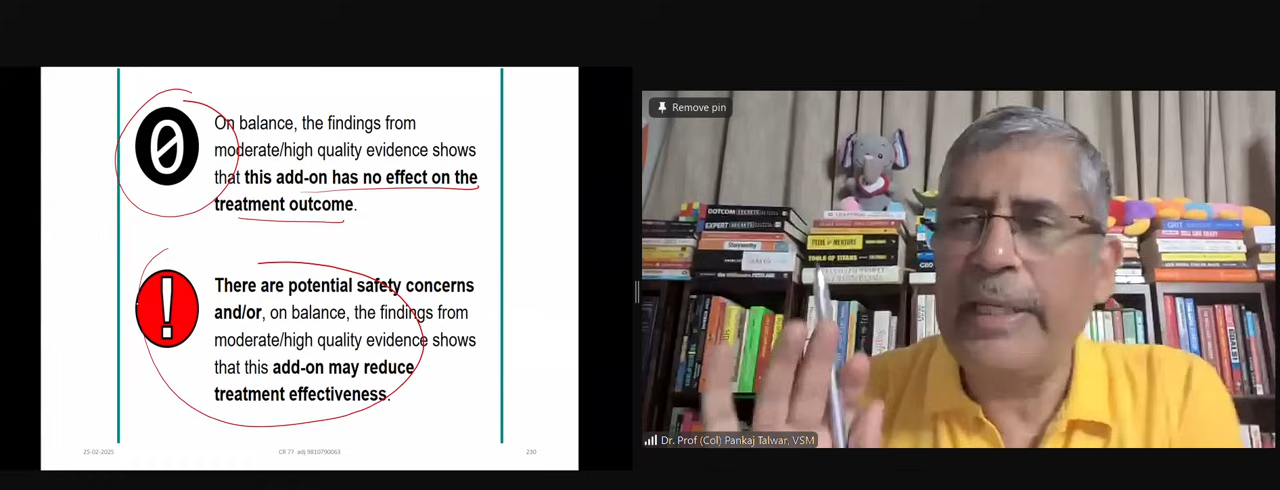 On balance, the findings from
moderate/high quality evidence shows
that this add-on has no effect on the
treatment outcome.
There are potential safety concerns
and/or, on balance, the findings from
moderate/high quality evidence shows
that this add-on may reduce
treatment effectiveness.
25-02-2025
CR 77 adj 9810790063
230
Remove pin
DOTCOM SECRETS
EXPERT SECRETS
TRIBE OF MENTORS
TOOLS OF TITANS
GRIT
Dr. Prof (Col) Pankaj Talwar, VSM